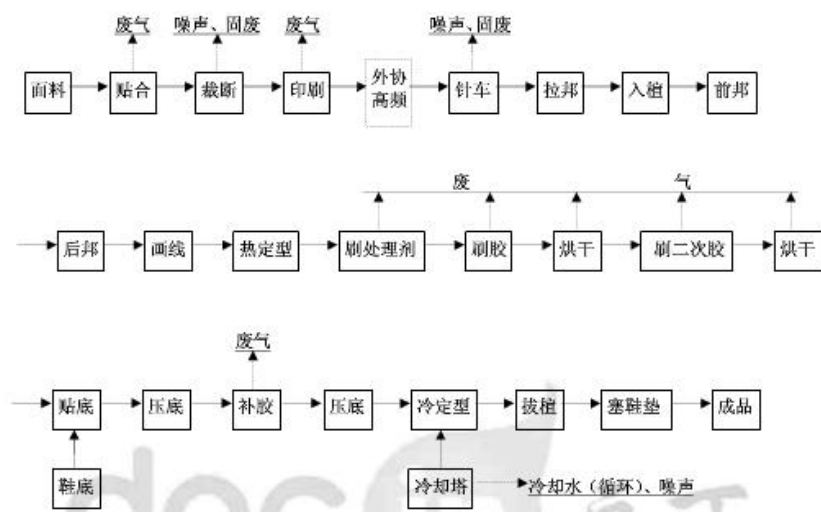 废气 噪声、固废 废气 噪声、固废
面料 贴合 裁断 印刷 外协高频 针车 拉邦 入楦 前邦
废 气
后邦 画线 热定型 刷处理剂 刷胶 烘干 刷二次胶 烘干
废气
贴底 压底 补胶 压底 冷定型 拔楦 塞鞋垫 成品
鞋底 冷却塔 冷却水（循环）、噪声
doc